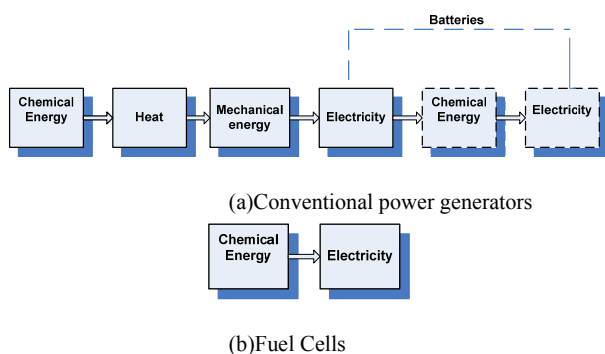 Batteries
Chemical
Energy
Heat
Mechanical
energy
Electricity
Chemical
Energy
Electricity
(a)Conventional power generators
Chemical
Energy
Electricity
(b)Fuel Cells